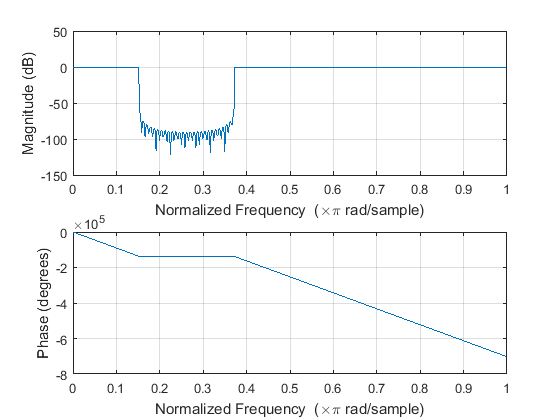 50
0
-50
-100
-150
Magnitude (dB)
0 0.1 0.2 0.3 0.4 0.5 0.6 0.7 0.8 0.9 1
Normalized Frequency (×π rad/sample)
×10⁵
0
-2
-4
-6
-8
Phase (degrees)
0 0.1 0.2 0.3 0.4 0.5 0.6 0.7 0.8 0.9 1
Normalized Frequency (×π rad/sample)